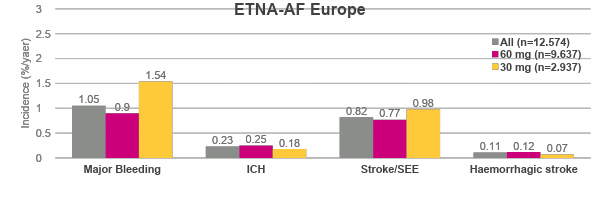 ETNA-AF Europe
3
2.5
2
1.5
1
0.5
0
Incidence (%/yaer)
All (n=12.574)
60 mg (n=9.637)
30 mg (n=2.937)
1.05 0.9 1.54
0.23 0.25 0.18
0.82 0.77 0.98
0.11 0.12 0.07
Major Bleeding ICH Stroke/SEE Haemorrhagic stroke